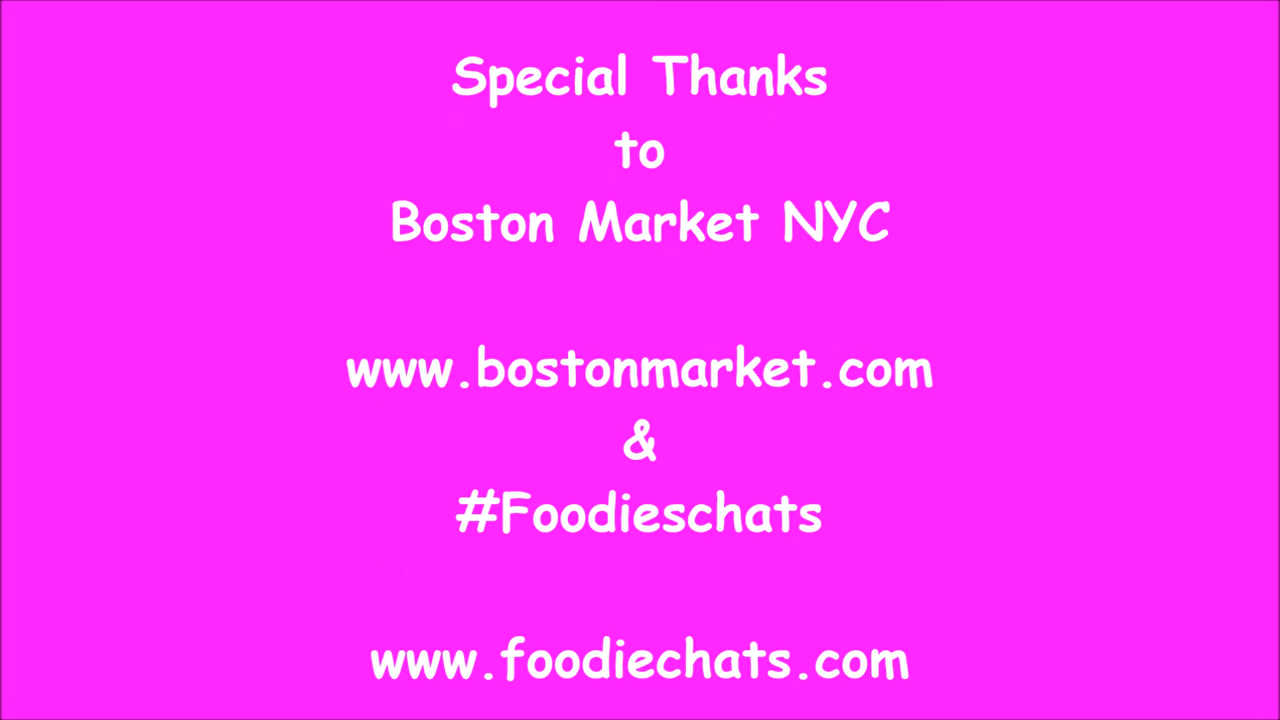 Special Thanks
to
Boston Market NYC
www.bostonmarket.com
&
#Foodieschats
www.foodiechats.com